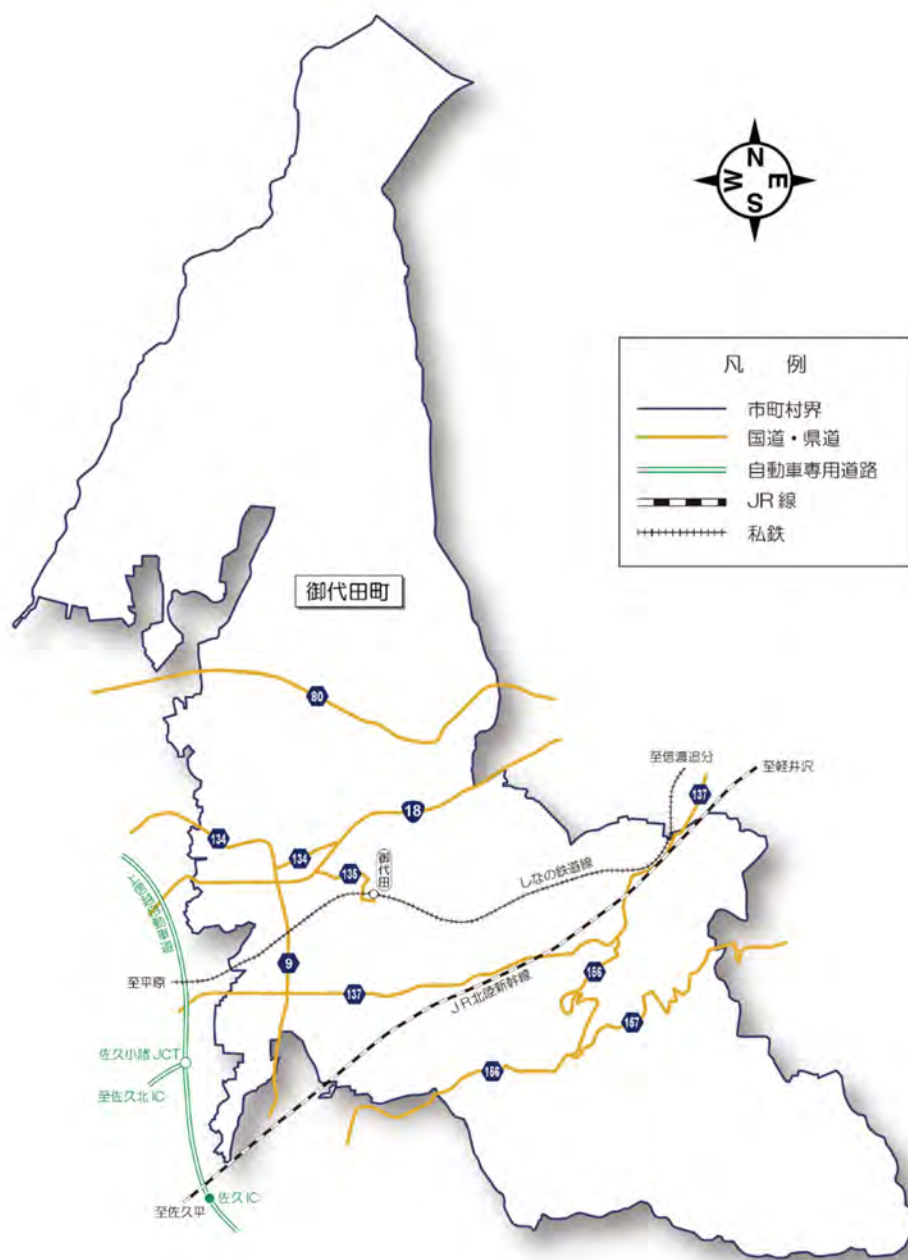 N
W
E
S
凡 例
市町村界
国道・県道
自動車専用道路
JR線
私鉄
御代田町
80
至信濃追分
至軽井沢
137
18
134
134
135
御代田
しなの鉄道線
上信越自動車道
至平原
9
137
166
JR北陸新幹線
157
佐久小諸JCT
166
至佐久北IC
佐久IC
至佐久平